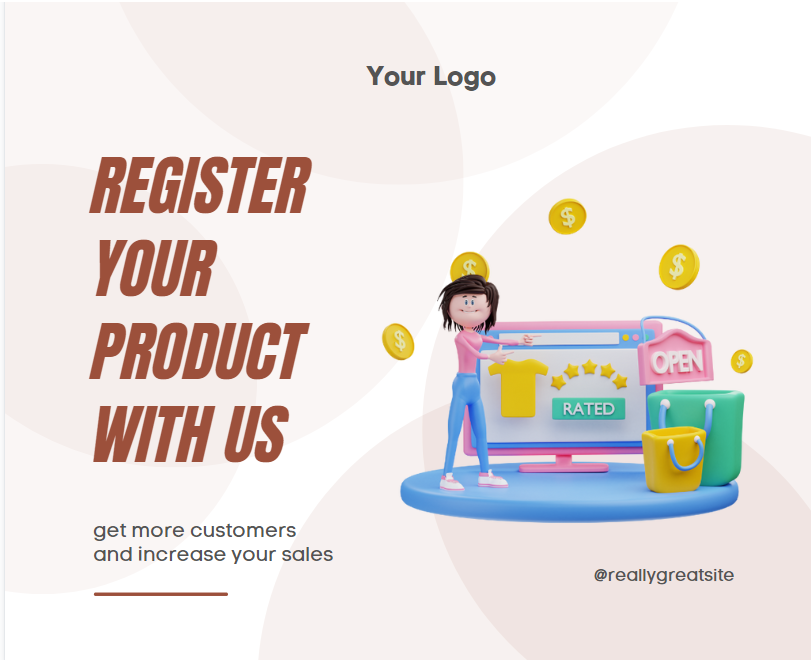 Your Logo
REGISTER
YOUR
PRODUCT
WITH US
$
$
$
$
$
OPEN
RATED
get more customers
and increase your sales
@reallygreatsite